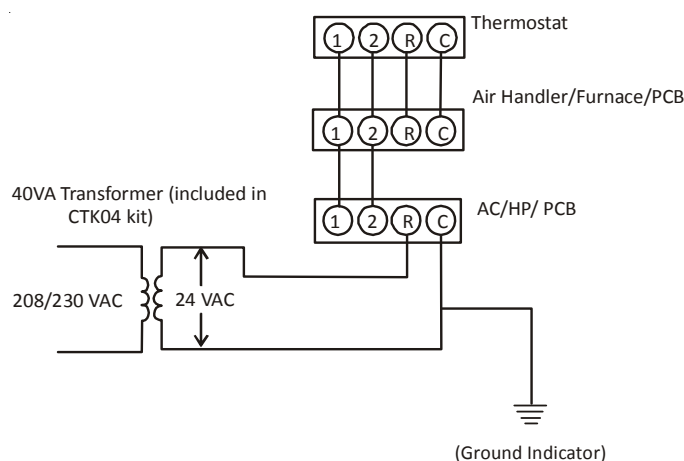 Thermostat
1 2 R C
Air Handler/Furnace/PCB
1 2 R C
40VA Transformer (included in
CTK04 kit)
AC/HP/ PCB
1 2 R C
208/230 VAC
24 VAC
(Ground Indicator)